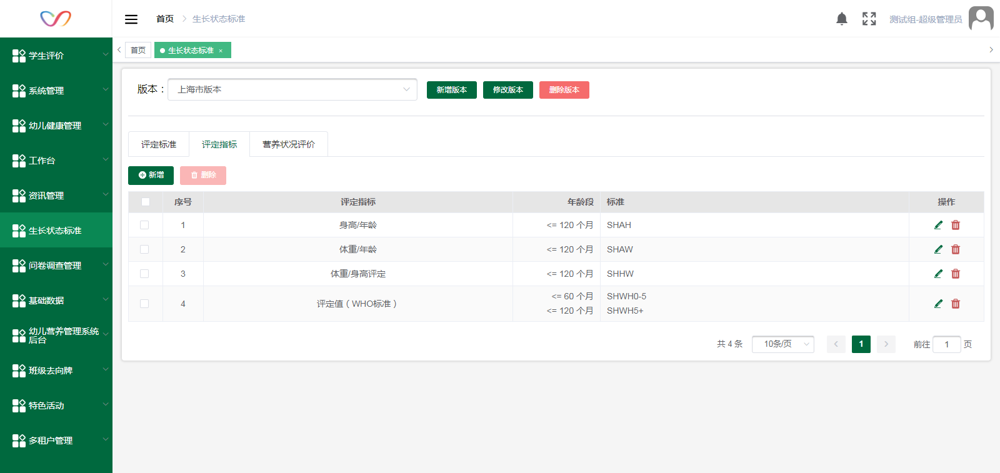 首页 生长状态标准
测试组-超级管理员
首页 生长状态标准 ×
学生评价
系统管理
幼儿健康管理
工作台
资讯管理
生长状态标准
问卷调查管理
基础数据
幼儿营养管理系统
后台
班级去向牌
特色活动
多租户管理
版本： 上海市版本 新增版本 修改版本 删除版本
评定标准 评定指标 营养状况评价
新增 删除
序号 评定指标 年龄段 标准 操作
1 身高/年龄 <= 120 个月 SHAH
2 体重/年龄 <= 120 个月 SHAW
3 体重/身高评定 <= 120 个月 SHHW
4 评定值（WHO标准） <= 60 个月 SHWH0-5
<= 120 个月 SHWH5+
共 4 条 10条/页 1 前往 1 页